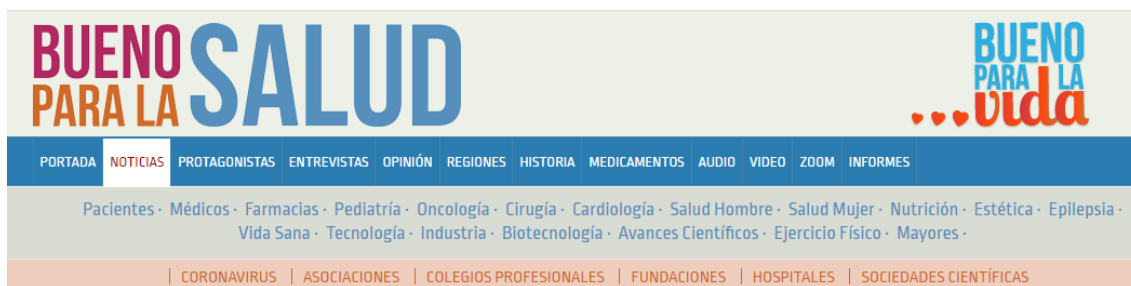 BUENO PARA LA SALUD
BUENO PARA LA ...vida
PORTADA NOTICIAS PROTAGONISTAS ENTREVISTAS OPINIÓN REGIONES HISTORIA MEDICAMENTOS AUDIO VIDEO ZOOM INFORMES
Pacientes · Médicos · Farmacias · Pediatría · Oncología · Cirugía · Cardiología · Salud Hombre · Salud Mujer · Nutrición · Estética · Epilepsia ·
Vida Sana · Tecnología · Industria · Biotecnología · Avances Científicos · Ejercicio Físico · Mayores ·
| CORONAVIRUS | ASOCIACIONES | COLEGIOS PROFESIONALES | FUNDACIONES | HOSPITALES | SOCIEDADES CIENTÍFICAS